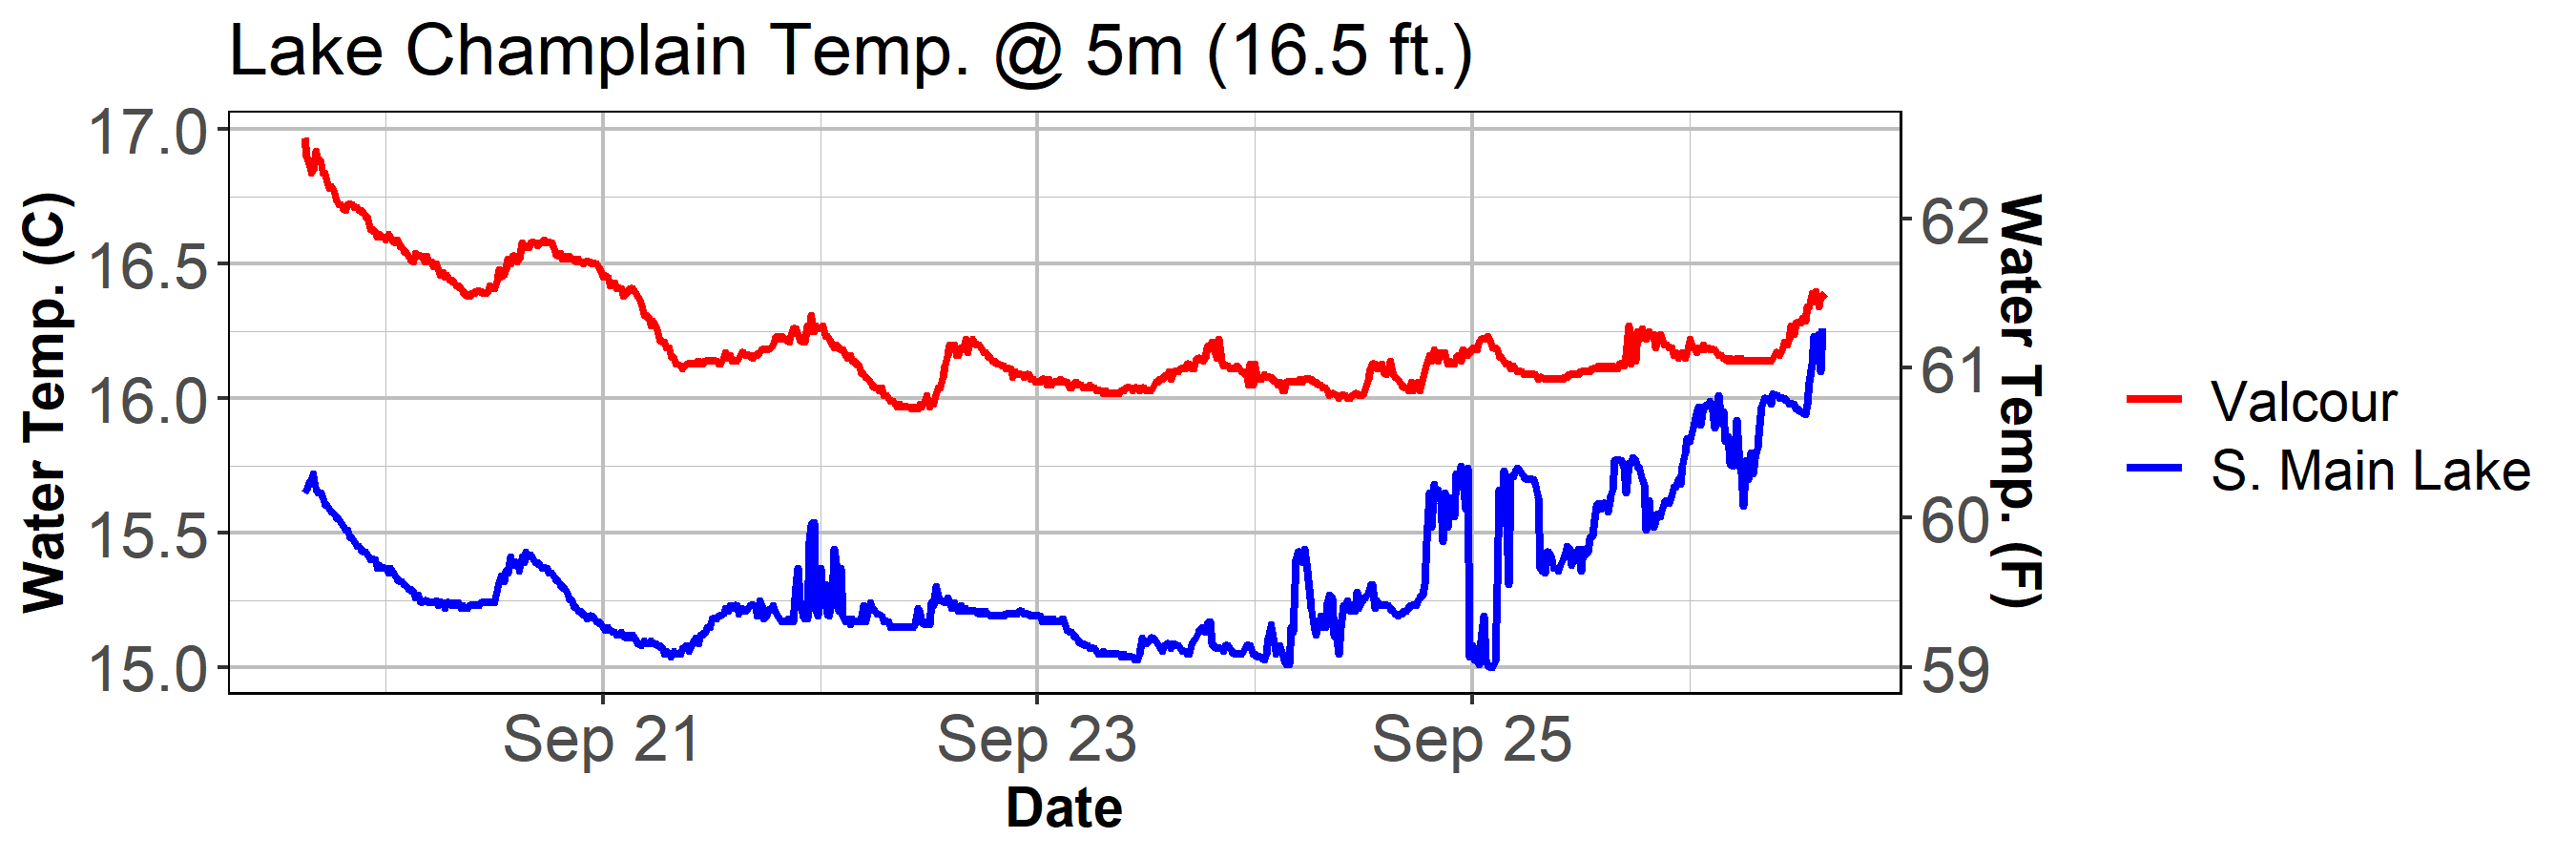 Lake Champlain Temp. @ 5m (16.5 ft.)
17.0
16.5
16.0
15.5
15.0
Water Temp. (C)
62
61
60
59
Water Temp. (F)
Sep 21
Sep 23
Sep 25
Date
Valcour
S. Main Lake